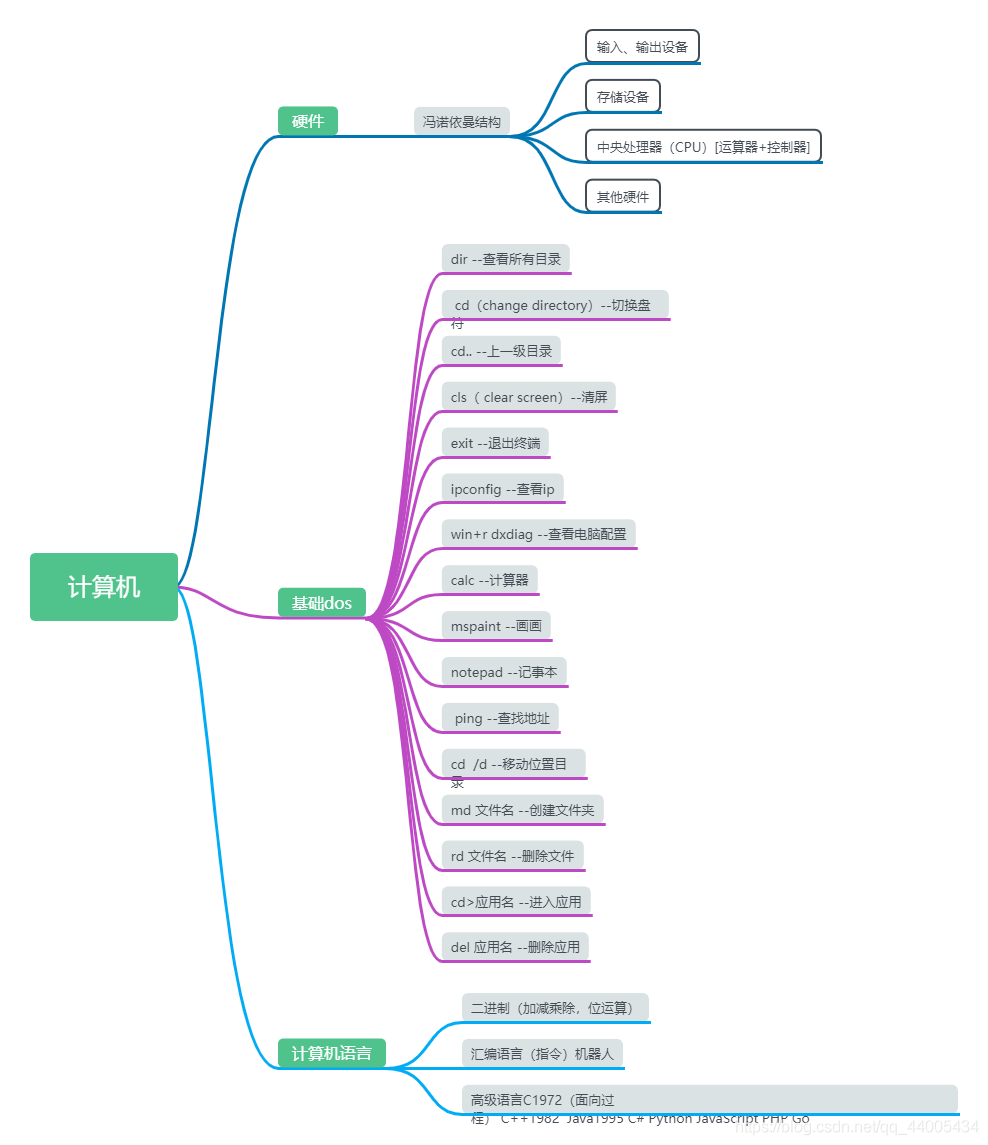 输入、输出设备
存储设备
硬件
冯诺依曼结构
中央处理器（CPU）[运算器+控制器]
其他硬件
dir --查看所有目录
cd（change directory）--切换盘
符
cd.. --上一级目录
cls（ clear screen）--清屏
exit --退出终端
ipconfig --查看ip
win+r dxdiag --查看电脑配置
calc --计算器
计算机
基础dos
mspaint --画画
notepad --记事本
ping --查找地址
cd  /d --移动位置目
录
md 文件名 --创建文件夹
rd 文件名 --删除文件
cd>应用名 --进入应用
del 应用名 --删除应用
二进制（加减乘除，位运算）
计算机语言
汇编语言（指令）机器人
高级语言C1972（面向过
程） C++1982  Java1995 C# Python JavaScript PHP Go
https://blog.csdn.net/qq_44005434